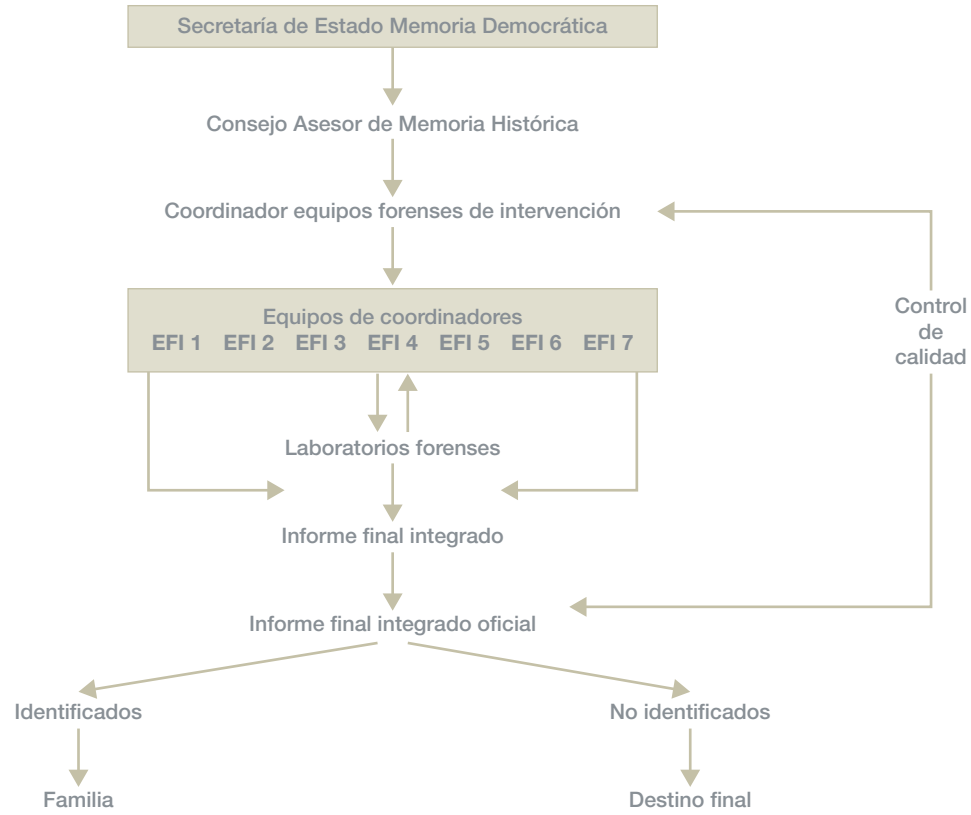 Secretaría de Estado Memoria Democrática
Consejo Asesor de Memoria Histórica
Coordinador equipos forenses de intervención
Control
de
calidad
Equipos de coordinadores
EFI 1 EFI 2 EFI 3 EFI 4 EFI 5 EFI 6 EFI 7
Laboratorios forenses
Informe final integrado
Informe final integrado oficial
Identificados
No identificados
Familia
Destino final